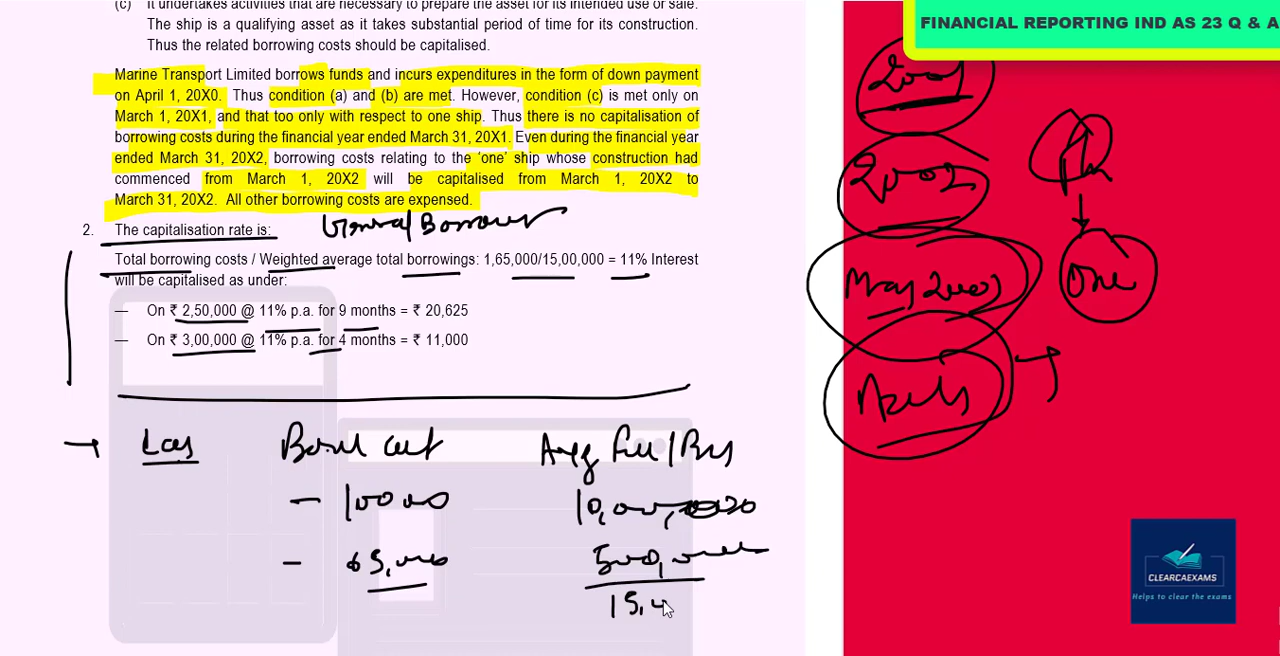 (c) it undertakes activities that are necessary to prepare the asset for its intended use or sale.
The ship is a qualifying asset as it takes substantial period of time for its construction.
Thus the related borrowing costs should be capitalised.
Marine Transport Limited borrows funds and incurs expenditures in the form of down payment
on April 1, 20X0. Thus condition (a) and (b) are met. However, condition (c) is met only on
March 1, 20X1, and that too only with respect to one ship. Thus there is no capitalisation of
borrowing costs during the financial year ended March 31, 20X1. Even during the financial year
ended March 31, 20X2, borrowing costs relating to the 'one' ship whose construction had
commenced from March 1, 20X2 will be capitalised from March 1, 20X2 to
March 31, 20X2. All other borrowing costs are expensed.
2. The capitalisation rate is:
Total borrowing costs / Weighted average total borrowings: 1,65,000/15,00,000 = 11% Interest
will be capitalised as under:
— On ₹ 2,50,000 @ 11% p.a. for 9 months = ₹ 20,625
— On ₹ 3,00,000 @ 11% p.a. for 4 months = ₹ 11,000
FINANCIAL REPORTING IND AS 23 Q & A
2001
2002
One
65,000
CLEARCAEXAMS
Helps to clear the exams